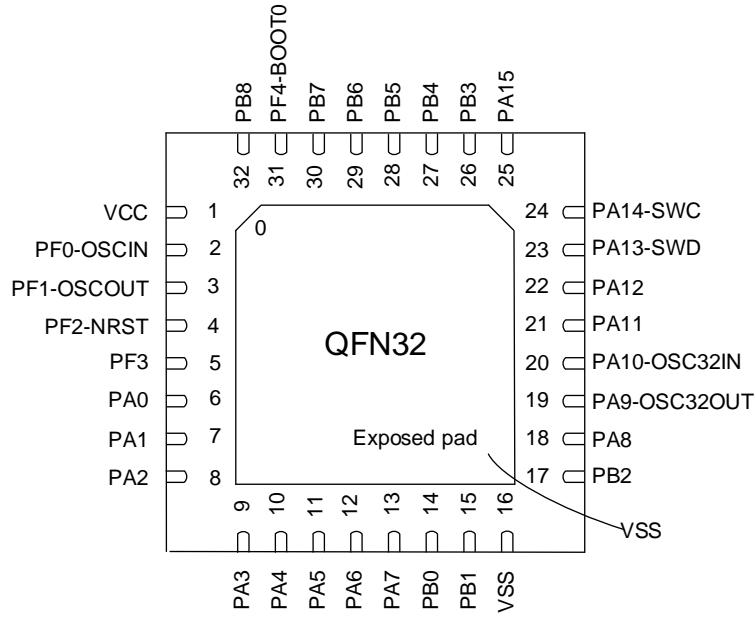 PB8
PF4-BOOT0
PB7
PB6
PB5
PB4
PB3
PA15
32
31
30
29
28
27
26
25
VCC 1
PF0-OSCIN 2
PF1-OSCOUT 3
PF2-NRST 4
PF3 5
PA0 6
PA1 7
PA2 8
0
QFN32
Exposed pad
24 PA14-SWC
23 PA13-SWD
22 PA12
21 PA11
20 PA10-OSC32IN
19 PA9-OSC32OUT
18 PA8
17 PB2
VSS
9
10
11
12
13
14
15
16
PA3
PA4
PA5
PA6
PA7
PB0
PB1
VSS